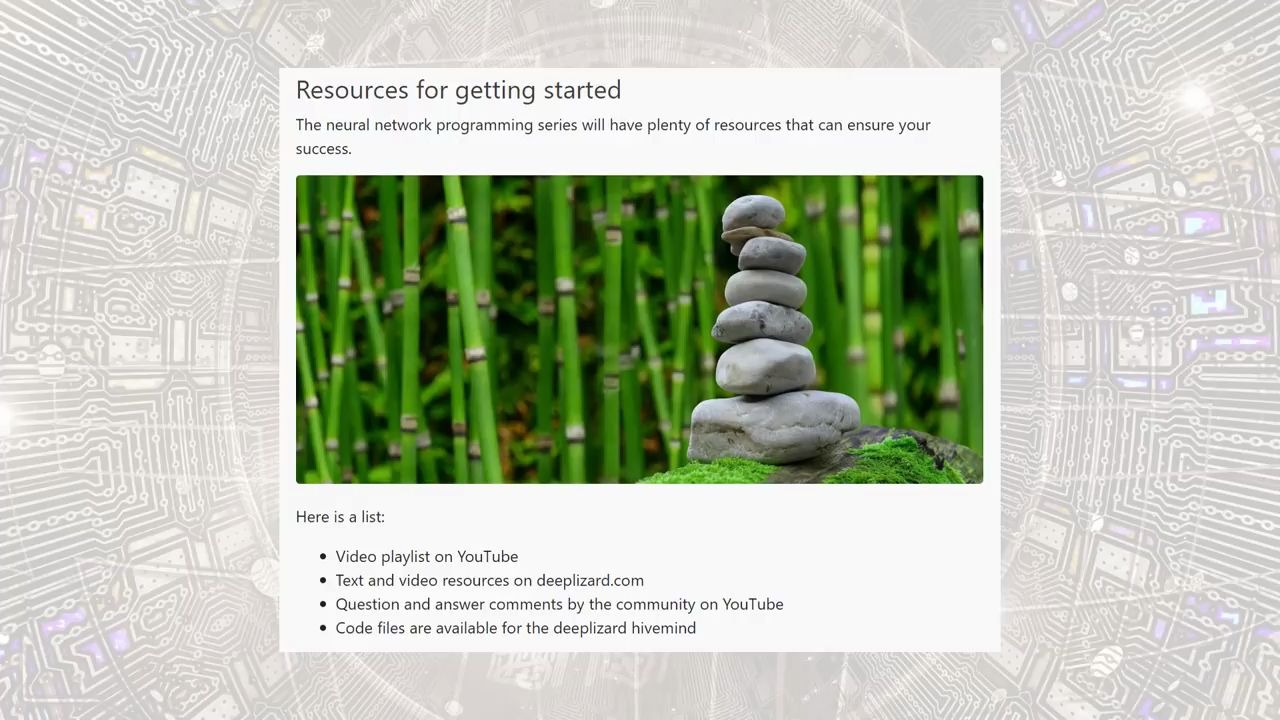 Resources for getting started
The neural network programming series will have plenty of resources that can ensure your
success.
Here is a list:
Video playlist on YouTube
Text and video resources on deeplizard.com
Question and answer comments by the community on YouTube
Code files are available for the deeplizard hivemind